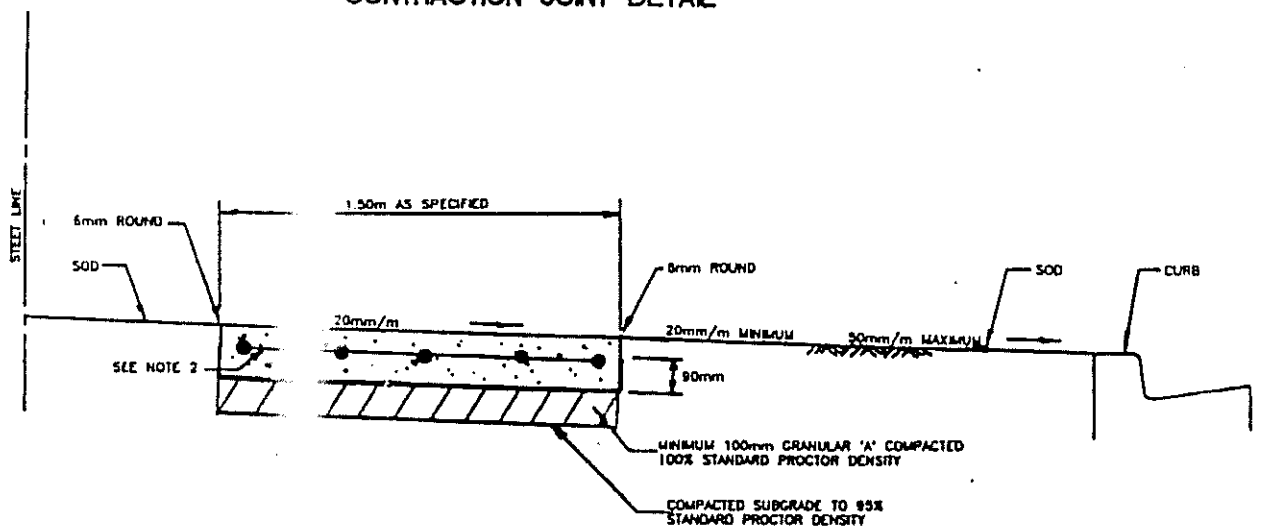 CONTRACTION JOINT DETAIL
STEET LINE
1.50m AS SPECIFIED
6mm ROUND
SOD
6mm ROUND
SOD
CURB
20mm/m
20mm/m MINIMUM
50mm/m MAXIMUM
SEE NOTE 2
90mm
MINIMUM 100mm GRANULAR 'A' COMPACTED
100% STANDARD PROCTOR DENSITY
COMPACTED SUBGRADE TO 95%
STANDARD PROCTOR DENSITY